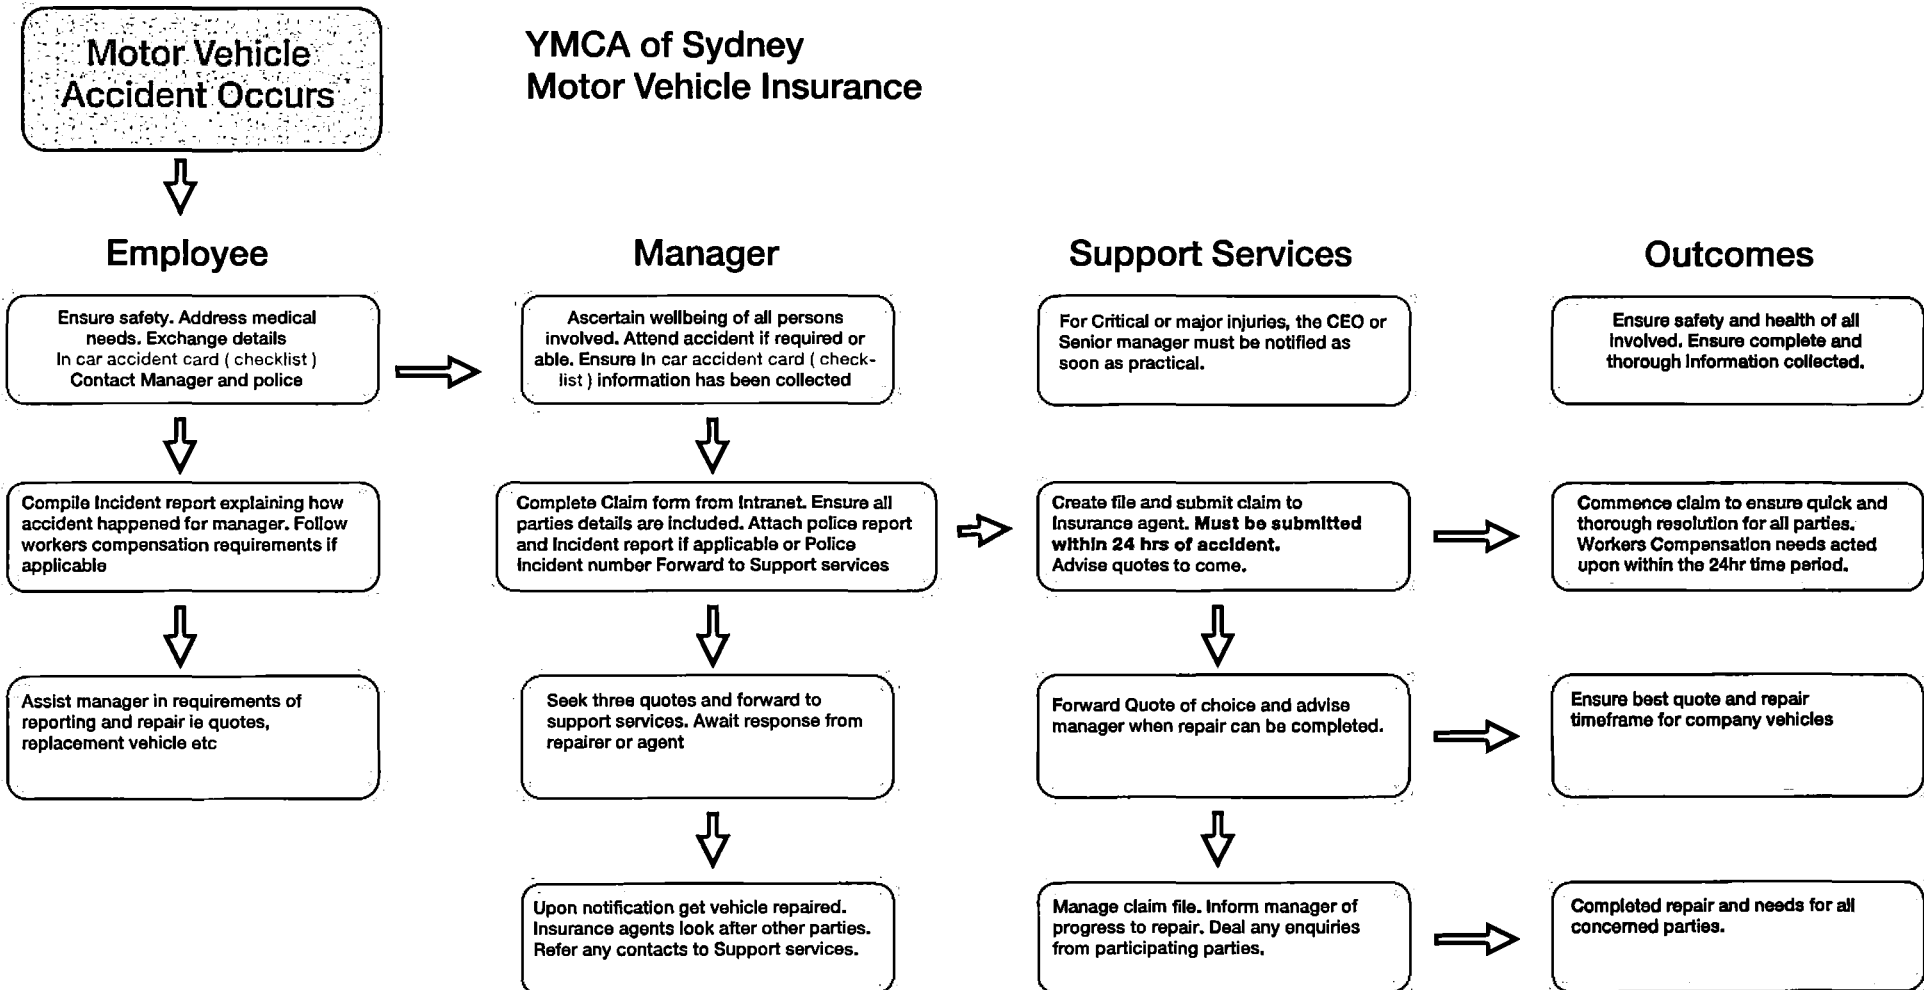 Motor Vehicle
Accident Occurs
YMCA of Sydney
Motor Vehicle Insurance
Employee
Manager
Support Services
Outcomes
Ensure safety. Address medical
needs. Exchange details
In car accident card ( checklist )
Contact Manager and police
Ascertain wellbeing of all persons
involved. Attend accident if required or
able. Ensure In car accident card ( check-
list ) information has been collected
For Critical or major injuries, the CEO or
Senior manager must be notified as
soon as practical.
Ensure safety and health of all
Involved. Ensure complete and
thorough Information collected.
Compile Incident report explaining how
accident happened for manager. Follow
workers compensation requirements if
applicable
Complete Claim form from Intranet. Ensure all
parties details are included. Attach police report
and Incident report if applicable or Police
Incident number Forward to Support services
Create file and submit claim to
Insurance agent. Must be submitted
within 24 hrs of accident.
Advise quotes to come.
Commence claim to ensure quick and
thorough resolution for all parties.
Workers Compensation needs acted
upon within the 24hr time period.
Assist manager in requirements of
reporting and repair ie quotes,
replacement vehicle etc
Seek three quotes and forward to
support services. Await response from
repairer or agent
Forward Quote of choice and advise
manager when repair can be completed.
Ensure best quote and repair
timeframe for company vehicles
Upon notification get vehicle repaired.
Insurance agents look after other parties.
Refer any contacts to Support services.
Manage claim file. Inform manager of
progress to repair. Deal any enquiries
from participating parties.
Completed repair and needs for all
concerned parties.